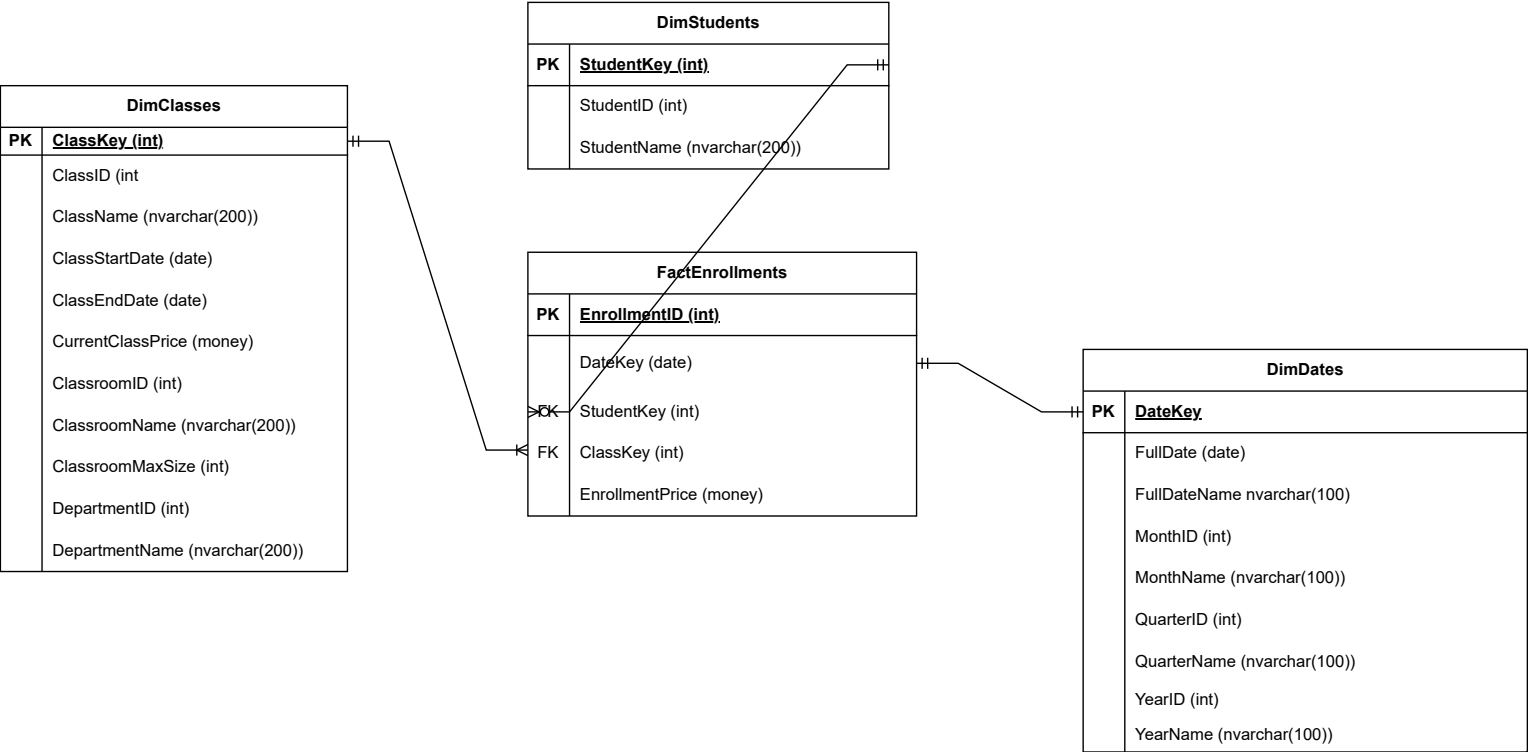 DimStudents
PK StudentKey (int)
StudentID (int)
StudentName (nvarchar(200))
DimClasses
PK ClassKey (int)
ClassID (int
ClassName (nvarchar(200))
ClassStartDate (date)
ClassEndDate (date)
CurrentClassPrice (money)
ClassroomID (int)
ClassroomName (nvarchar(200))
ClassroomMaxSize (int)
DepartmentID (int)
DepartmentName (nvarchar(200))
FactEnrollments
PK EnrollmentID (int)
DateKey (date)
FK StudentKey (int)
FK ClassKey (int)
EnrollmentPrice (money)
DimDates
PK DateKey
FullDate (date)
FullDateName nvarchar(100)
MonthID (int)
MonthName (nvarchar(100))
QuarterID (int)
QuarterName (nvarchar(100))
YearID (int)
YearName (nvarchar(100))